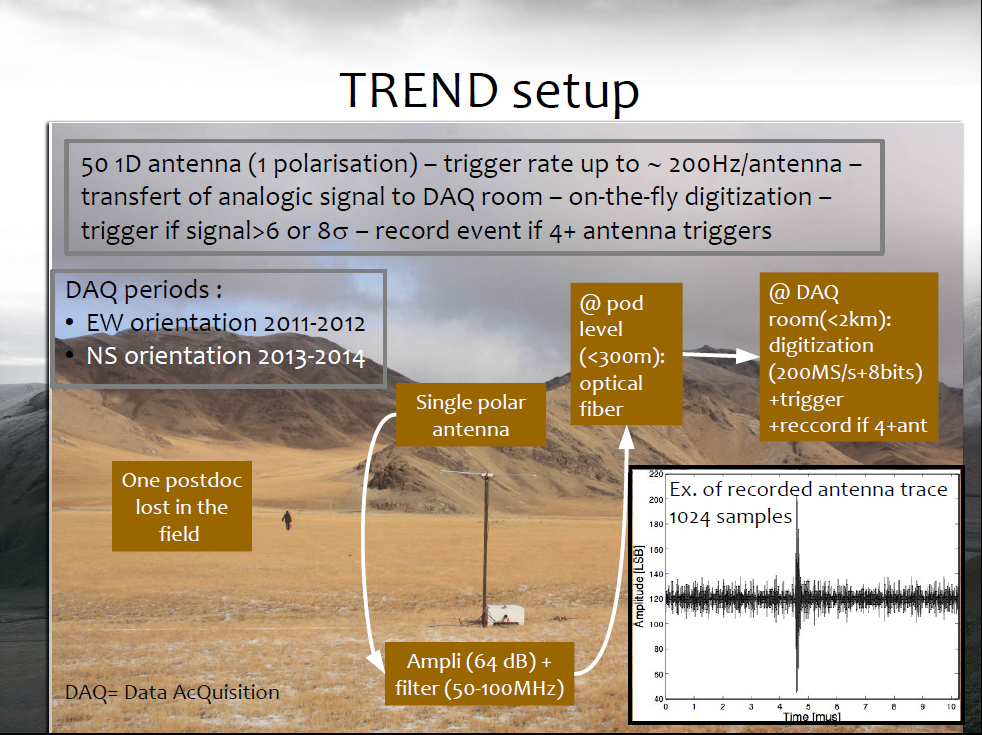 TREND setup
50 1D antenna (1 polarisation) – trigger rate up to ~ 200Hz/antenna –
transfert of analogic signal to DAQ room – on-the-fly digitization –
trigger if signal>6 or 8σ – record event if 4+ antenna triggers
DAQ periods :
• EW orientation 2011-2012
• NS orientation 2013-2014
Single polar
antenna
@ pod
level
(<300m):
optical
fiber
@ DAQ
room(<2km):
digitization
(200MS/s+8bits)
+trigger
+reccord if 4+ant
One postdoc
lost in the
field
Ampli (64 dB) +
filter (50-100MHz)
DAQ= Data AcQuisition
Ex. of recorded antenna trace
1024 samples
Amplitude [LSB]
220
200
180
160
140
120
100
80
60
40
0 1 2 3 4 5 6 7 8 9 10
Time [mus]